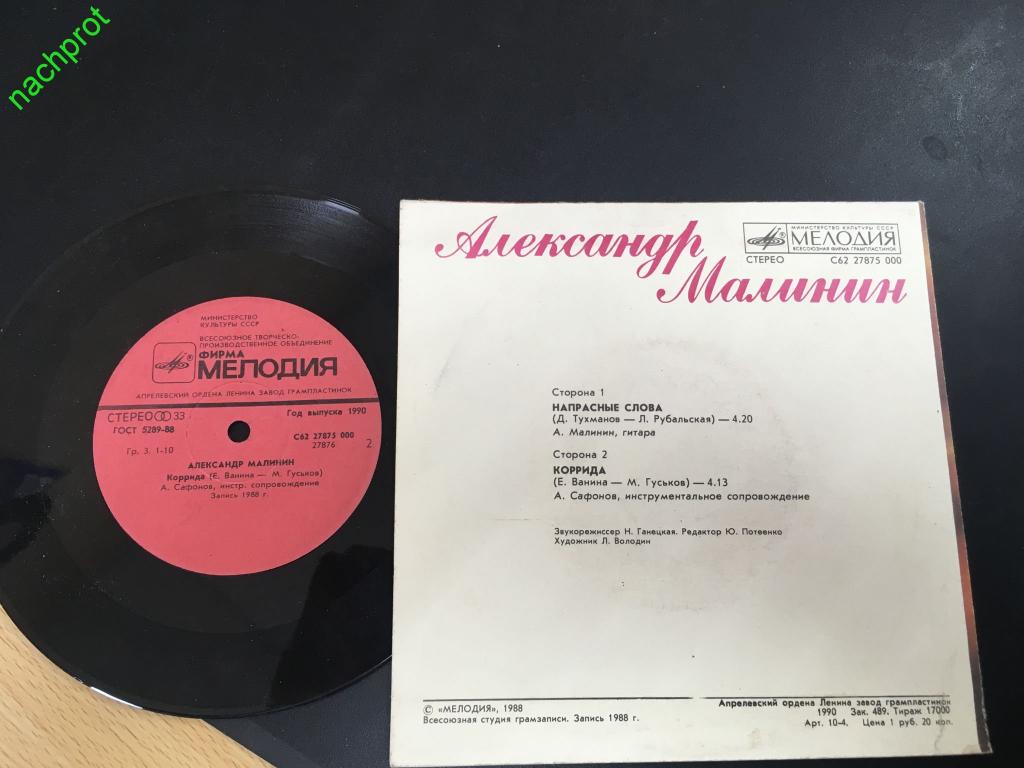 nachprot
МИНИСТЕРСТВО
КУЛЬТУРЫ СССР
ВСЕСОЮЗНОЕ ТВОРЧЕСКО-
ПРОИЗВОДСТВЕННОЕ ОБЪЕДИНЕНИЕ
ФИРМА
МЕЛОДИЯ
АПРЕЛЕВСКИЙ ОРДЕНА ЛЕНИНА ЗАВОД ГРАМПЛАСТИНОК
СТЕРЕО 33 Год выпуска 1990
ГОСТ 5289-88 С62 27875 000
27876 2
Гр. 3. 1-10
АЛЕКСАНДР МАЛИНИН
Коррида (Е. Ванина — М. Гуськов)
А. Сафонов, инстр. сопровождение
Запись 1988 г.
Александр
Малинин
МИНИСТЕРСТВО КУЛЬТУРЫ СССР
МЕЛОДИЯ
ВСЕСОЮЗНАЯ ФИРМА ГРАМПЛАСТИНОК
СТЕРЕО С62 27875 000
Сторона 1
НАПРАСНЫЕ СЛОВА
(Д. Тухманов — Л. Рубальская) — 4.20
А. Малинин, гитара
Сторона 2
КОРРИДА
(Е. Ванина — М. Гуськов) — 4.13
А. Сафонов, инструментальное сопровождение
Звукорежиссер Н. Ганецкая. Редактор Ю. Потеенко
Художник Л. Володин
© «МЕЛОДИЯ», 1988
Всесоюзная студия грамзаписи. Запись 1988 г.
Апрелевский ордена Ленина завод грампластинок
1990 Зак. 489. Тираж 17000
Арт. 10-4. Цена 1 руб. 20 коп.